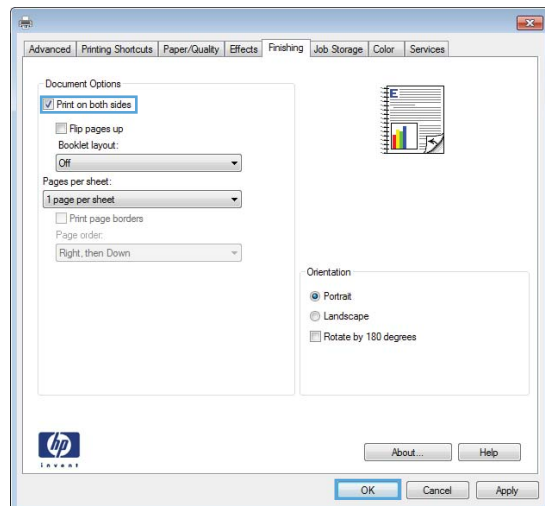 Advanced Printing Shortcuts Paper/Quality Effects Finishing Job Storage Color Services
Document Options
Print on both sides
Flip pages up
Booklet layout:
Off
Pages per sheet:
1 page per sheet
Print page borders
Page order:
Right, then Down
E
Orientation
Portrait
Landscape
Rotate by 180 degrees
hp
invent
About... Help
OK Cancel Apply